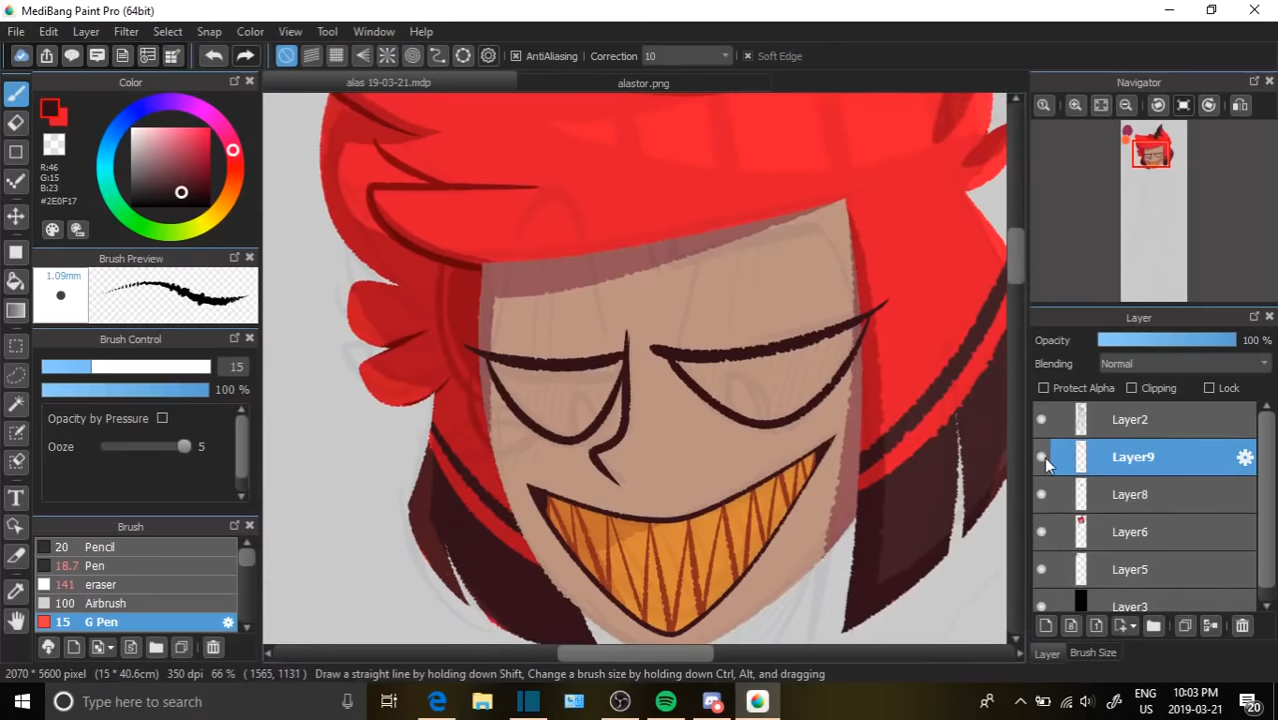 MediBang Paint Pro (64bit)
File Edit Layer Filter Select Snap Color View Tool Window Help
AntiAliasing Correction 10 Soft Edge
Color
alas 19-03-21.mdp alastor.png
Navigator
R:46
G:15
B:23
#2E0F17
Brush Preview
1.09mm
Layer
Brush Control
Opacity 100 %
15
Blending Normal
100 %
Protect Alpha Clipping Lock
Opacity by Pressure
Layer2
Ooze 5
Layer9
Layer8
Brush
Layer6
20 Pencil
18.7 Pen
Layer5
141 eraser
100 Airbrush
Layer3
15 G Pen
Layer Brush Size
2070 * 5600 pixel (15 * 40.6cm) 350 dpi 66 % ( 1565, 1131 ) Draw a straight line by holding down Shift, Change a brush size by holding down Ctrl, Alt, and dragging
Type here to search
ENG
US
10:03 PM
2019-03-21
20